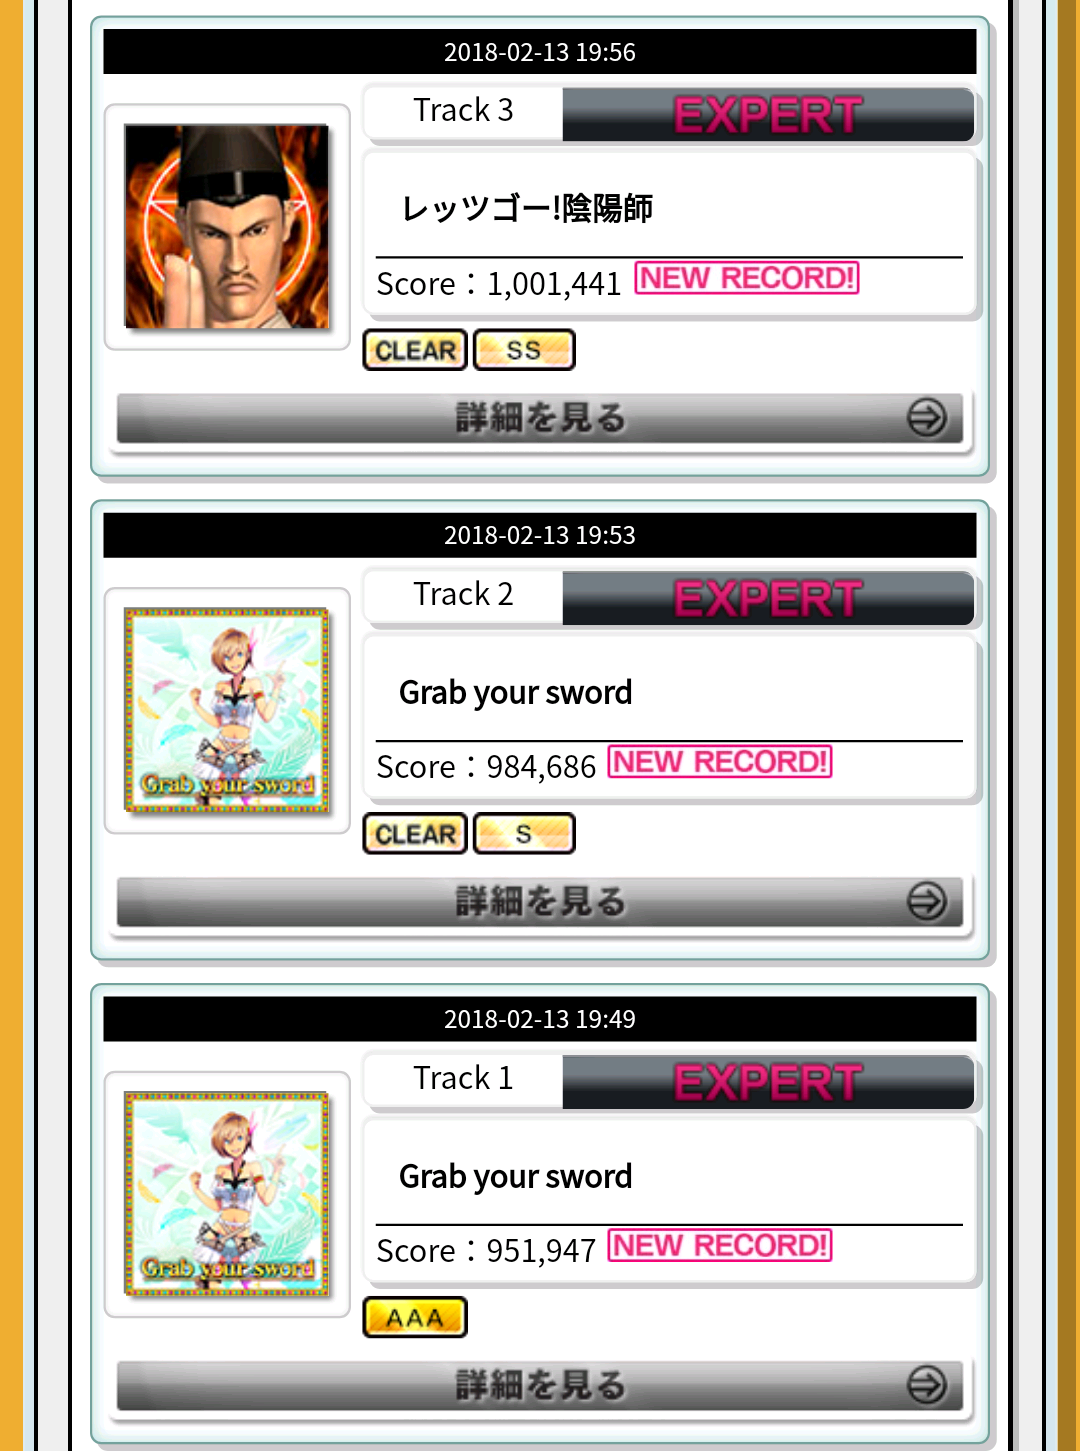 2018-02-13 19:56
Track 3 EXPERT
レッツゴー!陰陽師
Score：1,001,441 NEW RECORD!
CLEAR SS
詳細を見る
2018-02-13 19:53
Track 2 EXPERT
Grab your sword
Grab your sword
Score：984,686 NEW RECORD!
CLEAR S
詳細を見る
2018-02-13 19:49
Track 1 EXPERT
Grab your sword
Grab your sword
Score：951,947 NEW RECORD!
AAA
詳細を見る